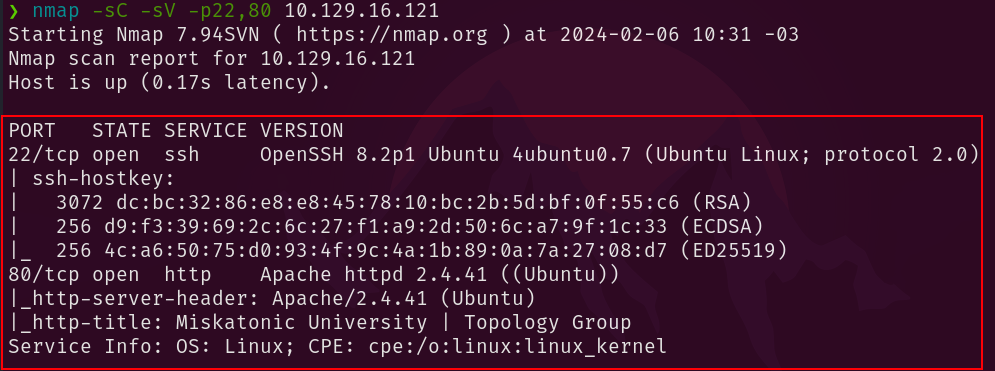 ❯ nmap -sC -sV -p22,80 10.129.16.121
Starting Nmap 7.94SVN ( https://nmap.org ) at 2024-02-06 10:31 -03
Nmap scan report for 10.129.16.121
Host is up (0.17s latency).
PORT   STATE SERVICE VERSION
22/tcp open  ssh     OpenSSH 8.2p1 Ubuntu 4ubuntu0.7 (Ubuntu Linux; protocol 2.0)
| ssh-hostkey:
|   3072 dc:bc:32:86:e8:e8:45:78:10:bc:2b:5d:bf:0f:55:c6 (RSA)
|   256 d9:f3:39:69:2c:6c:27:f1:a9:2d:50:6c:a7:9f:1c:33 (ECDSA)
|_  256 4c:a6:50:75:d0:93:4f:9c:4a:1b:89:0a:7a:27:08:d7 (ED25519)
80/tcp open  http    Apache httpd 2.4.41 ((Ubuntu))
|_http-server-header: Apache/2.4.41 (Ubuntu)
|_http-title: Miskatonic University | Topology Group
Service Info: OS: Linux; CPE: cpe:/o:linux:linux_kernel